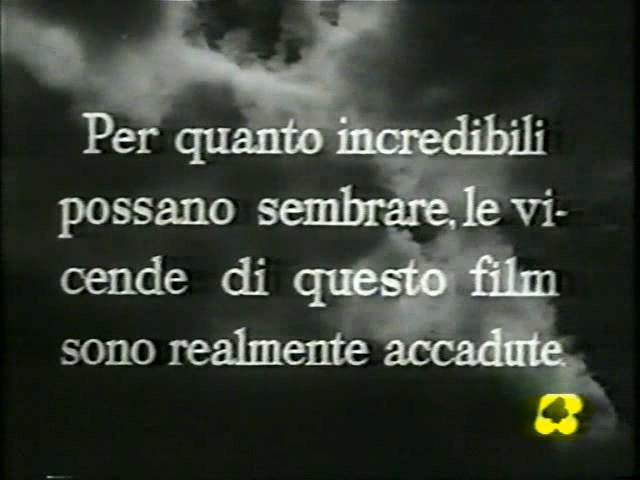 Per quanto incredibili
possano sembrare, le vi-
cende di questo film
sono realmente accadute.